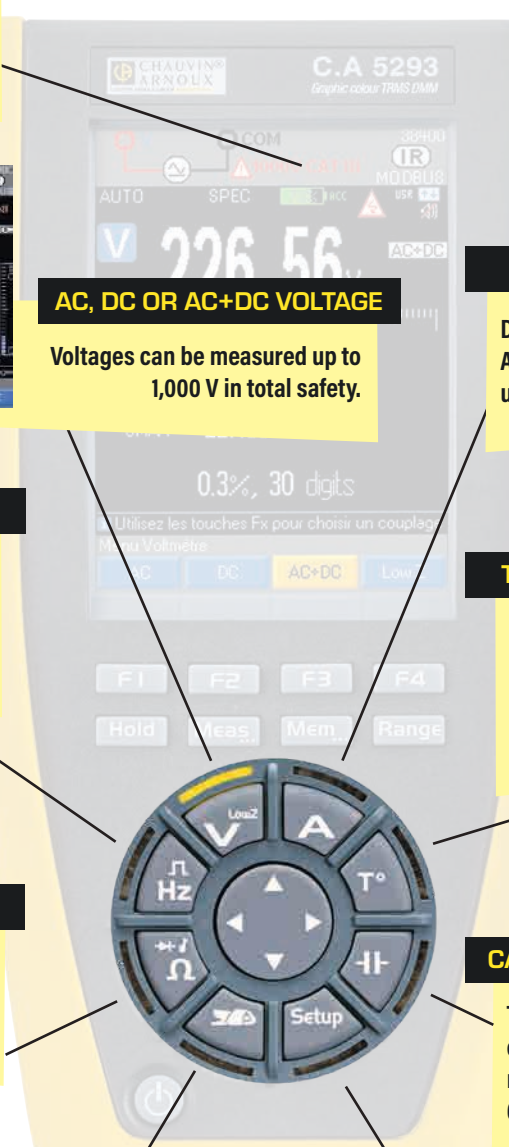 CHAUVIN®
ARNOUX
C.A 5293
Graphic colour TRMS DMM
COM
38400
IR
MODBUS
AUTO SPEC ACC USR
V 226.56 V AC+DC
AC, DC OR AC+DC VOLTAGE
Voltages can be measured up to
1,000 V in total safety.
0.3%, 30 digits
Utilisez les touches Fx pour choisir un couplage
Menu Voltmètre
AC DC AC+DC LowZ
F1 F2 F3 F4
Hold Meas... Mem... Range
V LowZ
A
Hz
T°
Ω
Setup